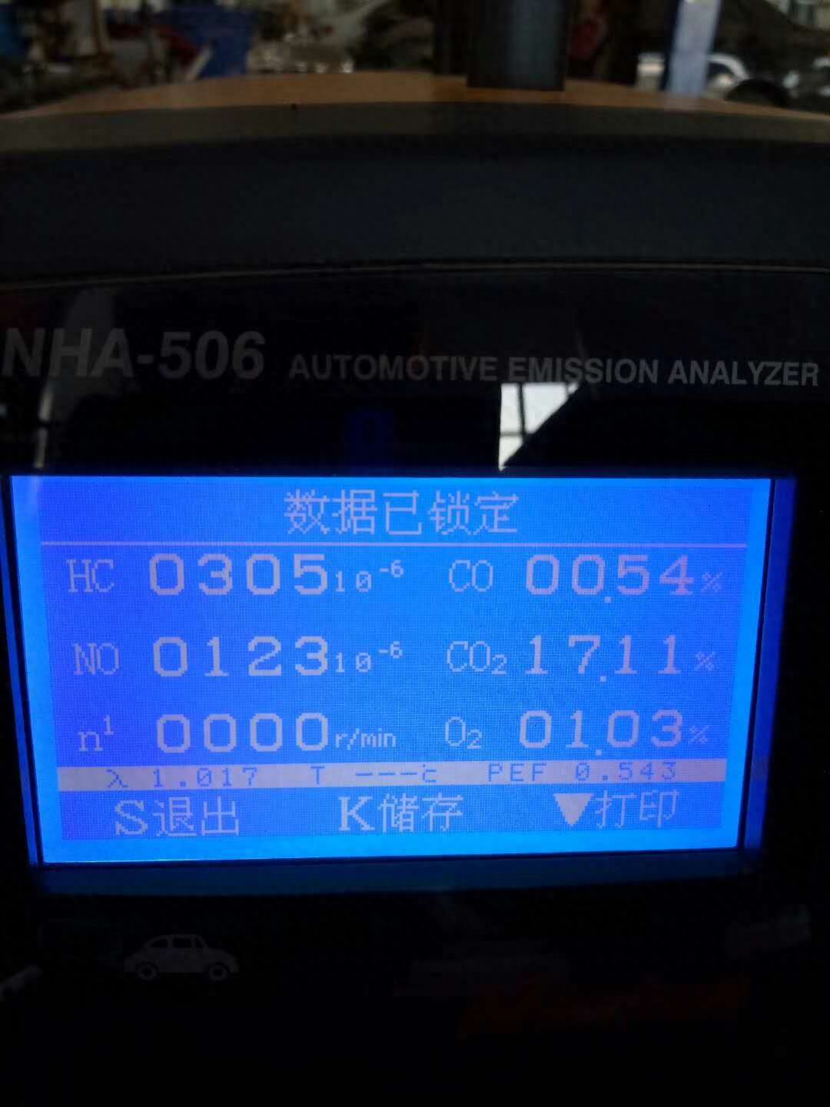 NHA-506 AUTOMOTIVE EMISSION ANALYZER
数据已锁定
HC 0305 10⁻⁶ CO 00.54 %
NO 0123 10⁻⁶ CO₂ 17.11 %
n¹ 0000 r/min O₂ 01.03 %
λ 1.017 T ---℃ PEF 0.543
S退出 K储存 ▼打印